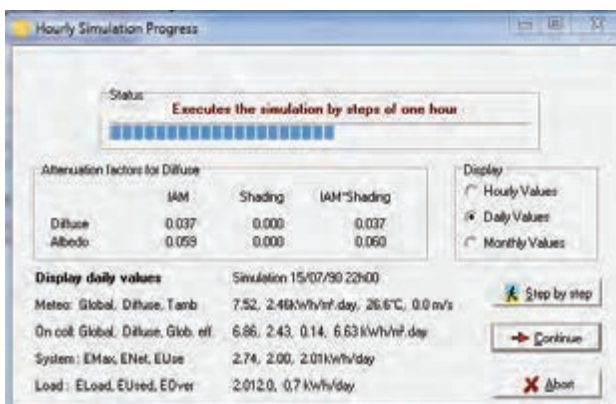 Hourly Simulation Progress
Status
Executes the simulation by steps of one hour
Attenuation factors for Diffuse
IAM Shading IAM*Shading
Diffuse 0.037 0.000 0.037
Albedo 0.059 0.000 0.060
Display
Hourly Values
Daily Values
Monthly Values
Display daily values Simulation 15/07/90 22h00
Meteo: Global, Diffuse, Tamb 7.52, 2.46kWh/m².day, 26.6°C, 0.0 m/s
On coll: Global, Diffuse, Glob. eff. 6.86, 2.43, 0.14, 6.63 kWh/m².day
System : EMax, ENet, EUse 2.74, 2.00, 2.01kWh/day
Load : ELoad, EUsed, EOver 2.012.0, 0.7 kWh/day
Step by step
Continue
Abort